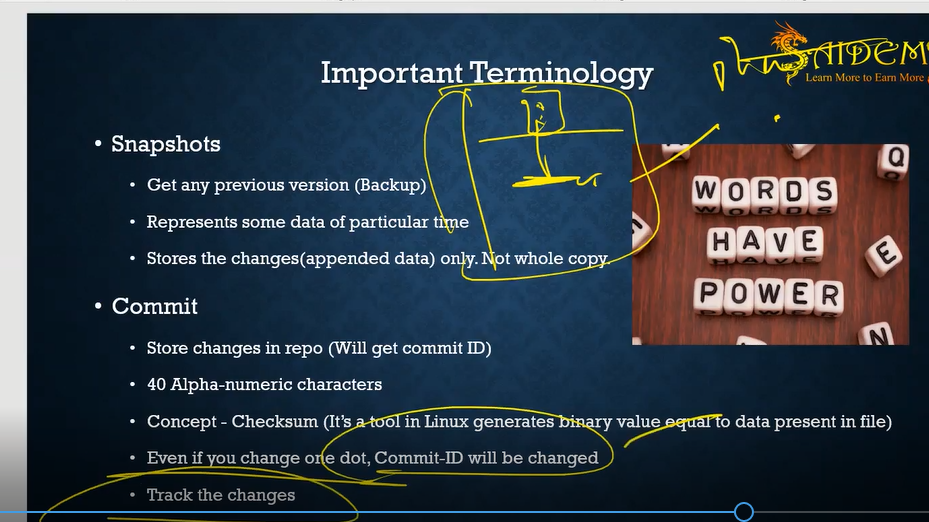 Important Terminology
AIDEM
Learn More to Earn More
• Snapshots
• Get any previous version (Backup)
• Represents some data of particular time
• Stores the changes(appended data) only. Not whole copy.
WORDS
HAVE
POWER
Q
E
N
• Commit
• Store changes in repo (Will get commit ID)
• 40 Alpha-numeric characters
• Concept - Checksum (It's a tool in Linux generates binary value equal to data present in file)
• Even if you change one dot, Commit-ID will be changed
• Track the changes